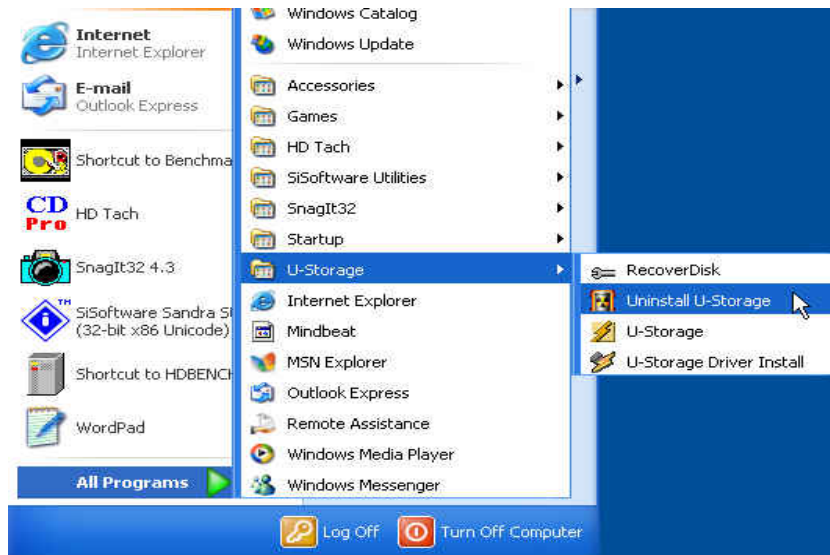 Internet
Internet Explorer
E-mail
Outlook Express
Shortcut to Benchma
CD
Pro
HD Tach
SnagIt32 4.3
TM
SiSoftware Sandra S
(32-bit x86 Unicode)
Shortcut to HDBENCH
WordPad
All Programs
Windows Catalog
Windows Update
Accessories
Games
HD Tach
SiSoftware Utilities
SnagIt32
Startup
U-Storage
Internet Explorer
Mindbeat
MSN Explorer
Outlook Express
Remote Assistance
Windows Media Player
Windows Messenger
RecoverDisk
Uninstall U-Storage
U-Storage
U-Storage Driver Install
Log Off
Turn Off Computer